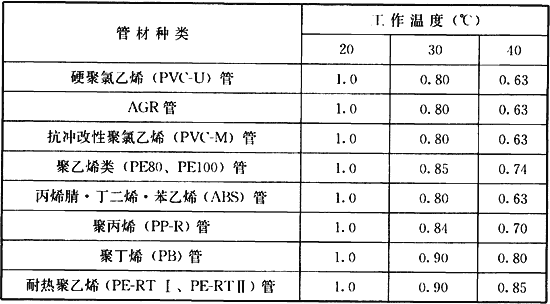 管材种类 工作温度(℃)
20 30 40
硬聚氯乙烯(PVC-U)管 1.0 0.80 0.63
AGR管 1.0 0.80 0.63
抗冲改性聚氯乙烯(PVC-M)管 1.0 0.80 0.63
聚乙烯类(PE80、PE100)管 1.0 0.85 0.74
丙烯腈·丁二烯·苯乙烯(ABS)管 1.0 0.80 0.63
聚丙烯(PP-R)管 1.0 0.84 0.70
聚丁烯(PB)管 1.0 0.90 0.80
耐热聚乙烯(PE-RT Ⅰ、PE-RTⅡ)管 1.0 0.90 0.85